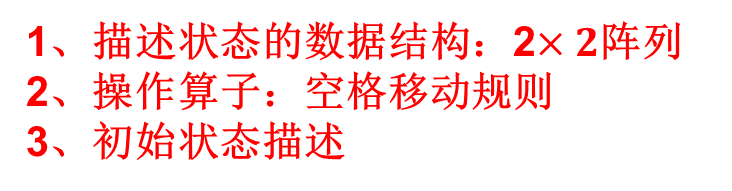 1、描述状态的数据结构：2× 2阵列
2、操作算子：空格移动规则
3、初始状态描述